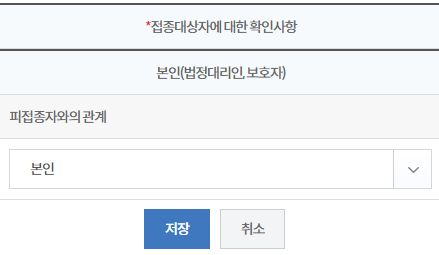 *접종대상자에 대한 확인사항
본인(법정대리인, 보호자)
피접종자와의 관계
본인
저장 취소